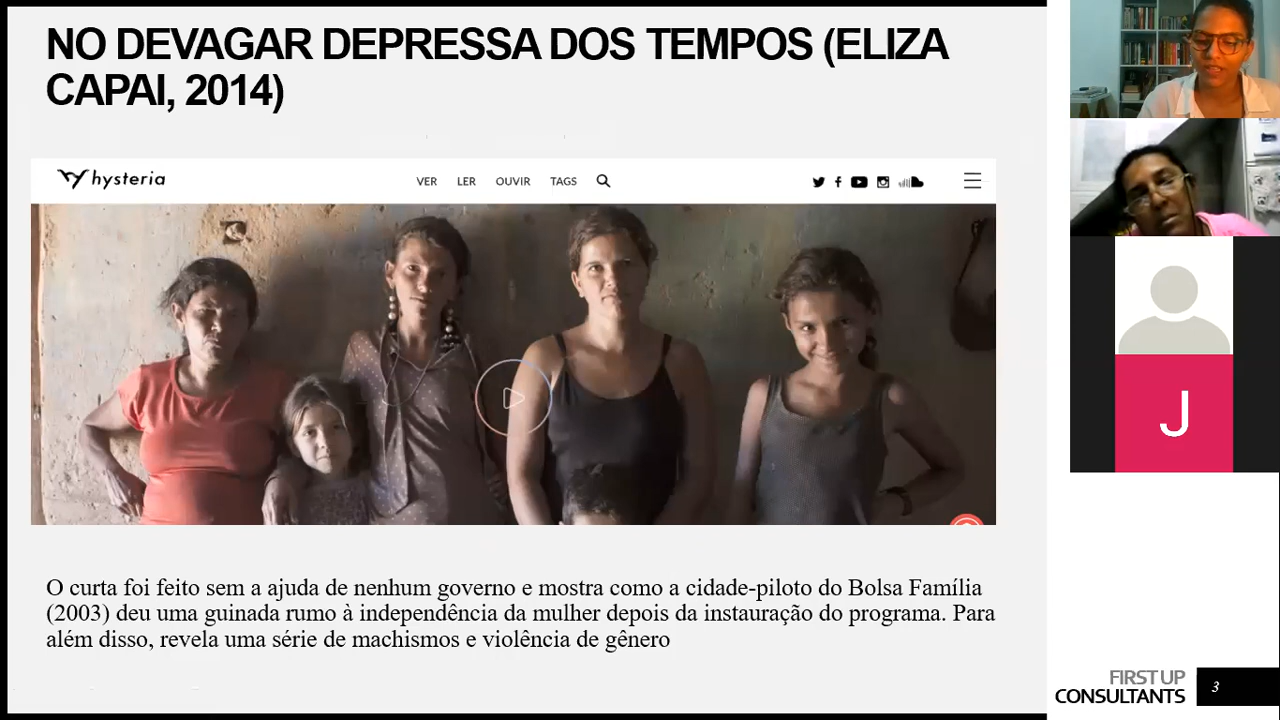 NO DEVAGAR DEPRESSA DOS TEMPOS (ELIZA
CAPAI, 2014)
hysteria
VER LER OUVIR TAGS
O curta foi feito sem a ajuda de nenhum governo e mostra como a cidade-piloto do Bolsa Família
(2003) deu uma guinada rumo à independência da mulher depois da instauração do programa. Para
além disso, revela uma série de machismos e violência de gênero
J
FIRST UP
CONSULTANTS
3